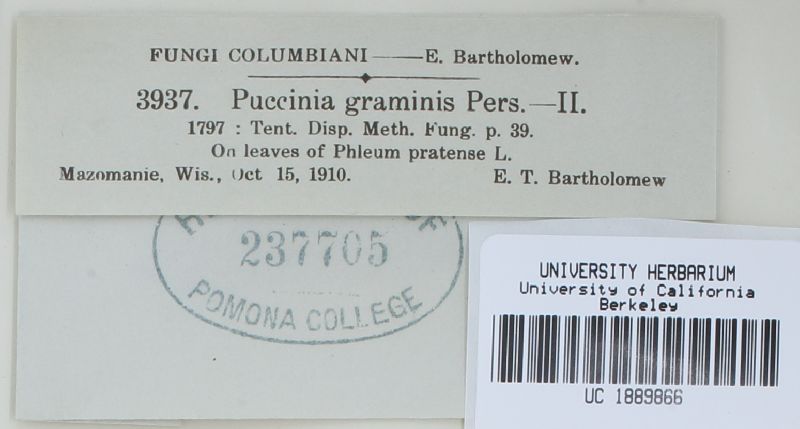 FUNGI COLUMBIANI——E. Bartholomew.
3937. Puccinia graminis Pers.—II.
1797 : Tent. Disp. Meth. Fung. p. 39.
On leaves of Phleum pratense L.
Mazomanie, Wis., Oct 15, 1910. E. T. Bartholomew
237705
POMONA COLLEGE
UNIVERSITY HERBARIUM
University of California
Berkeley
UC 1889866